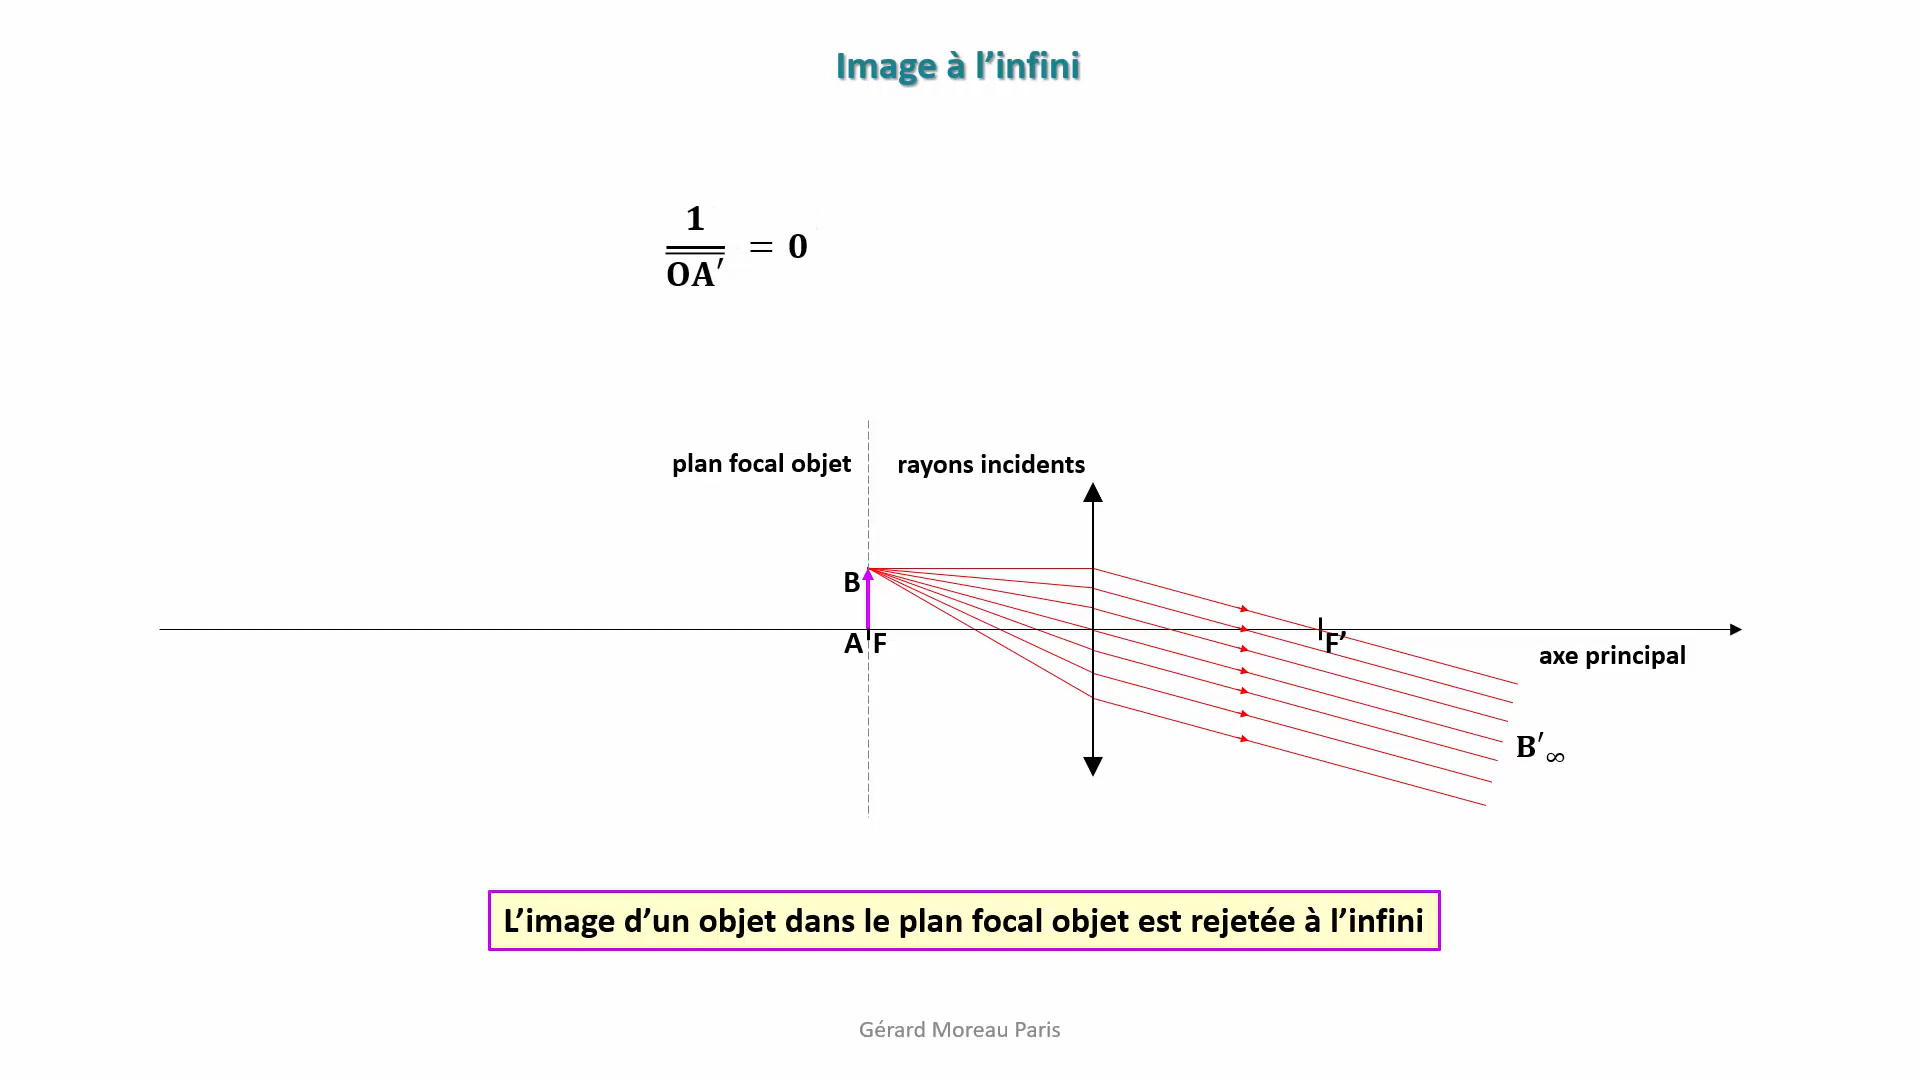 Image à l’infini
1
OA′ = 0
plan focal objet
rayons incidents
B
A F
F’
axe principal
B′∞
L’image d’un objet dans le plan focal objet est rejetée à l’infini
Gérard Moreau Paris